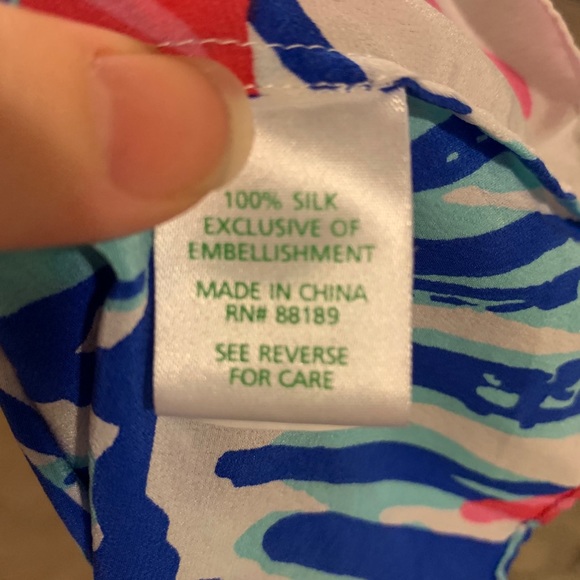 100% SILK
EXCLUSIVE OF
EMBELLISHMENT
MADE IN CHINA
RN# 88189
SEE REVERSE
FOR CARE